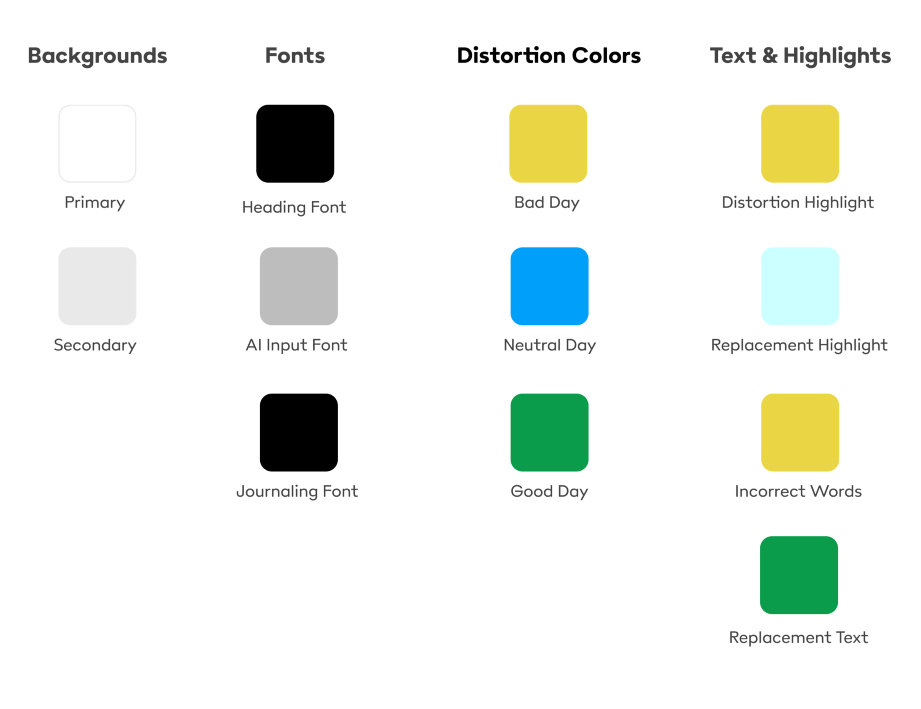 Backgrounds
Fonts
Distortion Colors
Text & Highlights
Primary
Heading Font
Bad Day
Distortion Highlight
Secondary
AI Input Font
Neutral Day
Replacement Highlight
Journaling Font
Good Day
Incorrect Words
Replacement Text